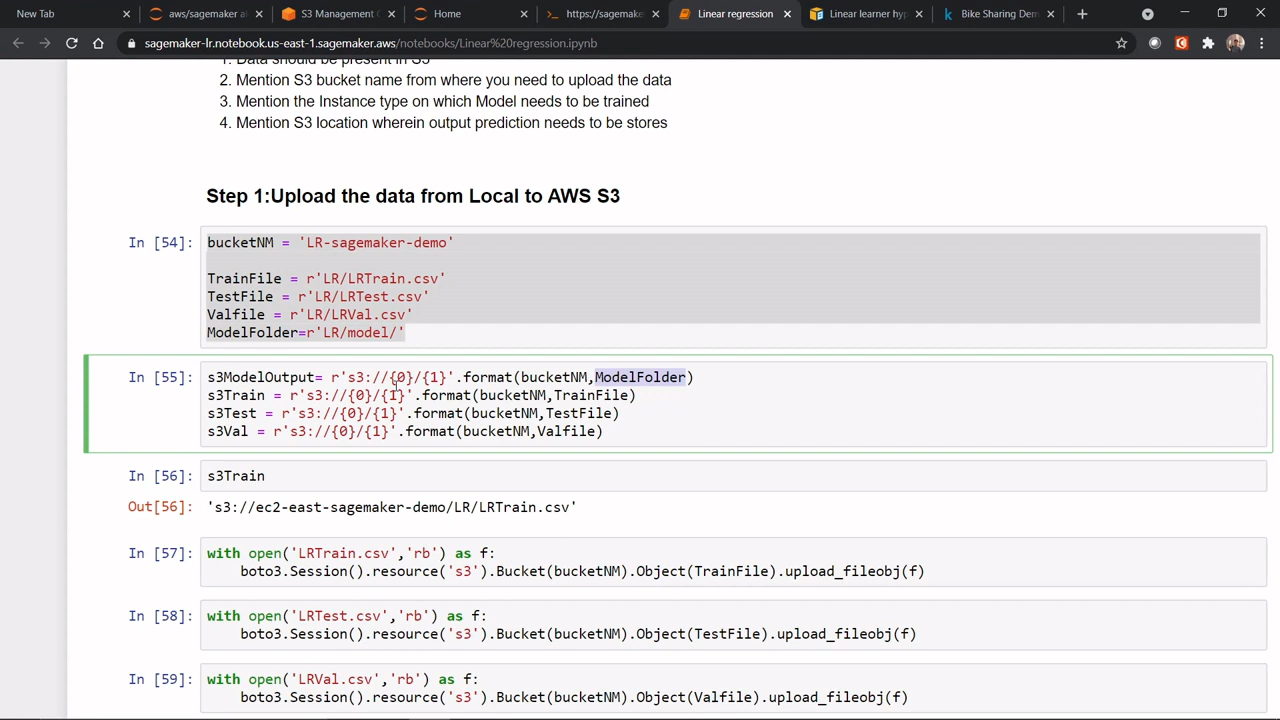 New Tab
aws/sagemaker al
S3 Management C
Home
https://sagemake
Linear regression
Linear learner hyp
Bike Sharing Dem
sagemaker-lr.notebook.us-east-1.sagemaker.aws/notebooks/Linear%20regression.ipynb
1. Data should be present in S3
2. Mention S3 bucket name from where you need to upload the data
3. Mention the Instance type on which Model needs to be trained
4. Mention S3 location wherein output prediction needs to be stores
Step 1:Upload the data from Local to AWS S3
In [54]: bucketNM = 'LR-sagemaker-demo'
TrainFile = r'LR/LRTrain.csv'
TestFile = r'LR/LRTest.csv'
Valfile = r'LR/LRVal.csv'
ModelFolder=r'LR/model/'
In [55]: s3ModelOutput= r's3://{0}/{1}'.format(bucketNM,ModelFolder)
s3Train = r's3://{0}/{1}'.format(bucketNM,TrainFile)
s3Test = r's3://{0}/{1}'.format(bucketNM,TestFile)
s3Val = r's3://{0}/{1}'.format(bucketNM,Valfile)
In [56]: s3Train
Out[56]: 's3://ec2-east-sagemaker-demo/LR/LRTrain.csv'
In [57]: with open('LRTrain.csv','rb') as f:
boto3.Session().resource('s3').Bucket(bucketNM).Object(TrainFile).upload_fileobj(f)
In [58]: with open('LRTest.csv','rb') as f:
boto3.Session().resource('s3').Bucket(bucketNM).Object(TestFile).upload_fileobj(f)
In [59]: with open('LRVal.csv','rb') as f:
boto3.Session().resource('s3').Bucket(bucketNM).Object(Valfile).upload_fileobj(f)